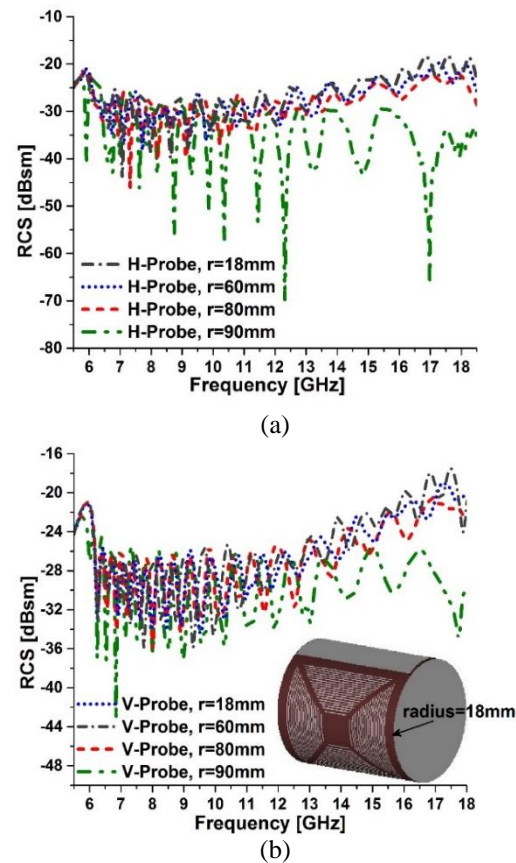 -10
-20
-30
-40
-50
-60
-70
-80
RCS [dBsm]
H-Probe, r=18mm
H-Probe, r=60mm
H-Probe, r=80mm
H-Probe, r=90mm
6 7 8 9 10 11 12 13 14 15 16 17 18
Frequency [GHz]
(a)
-16
-20
-24
-28
-32
-36
-40
-44
-48
RCS [dBsm]
radius=18mm
V-Probe, r=18mm
V-Probe, r=60mm
V-Probe, r=80mm
V-Probe, r=90mm
6 7 8 9 10 11 12 13 14 15 16 17 18
Frequency [GHz]
(b)